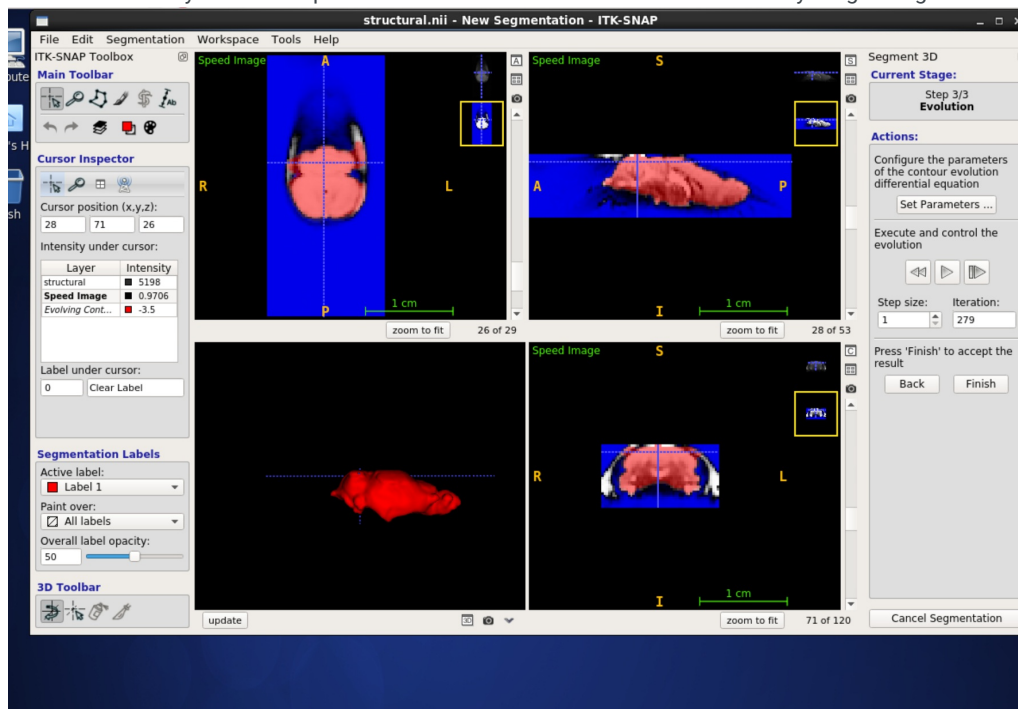 structural.nii - New Segmentation - ITK-SNAP
File Edit Segmentation Workspace Tools Help
ITK-SNAP Toolbox
Main Toolbar
Cursor Inspector
Cursor position (x,y,z):
28 71 26
Intensity under cursor:
Layer Intensity
structural 5198
Speed Image 0.9706
Evolving Cont... -3.5
Label under cursor:
0 Clear Label
Segmentation Labels
Active label:
Label 1
Paint over:
All labels
Overall label opacity:
50
3D Toolbar
Speed Image
A
R
L
P
1 cm
A
zoom to fit 26 of 29
Speed Image
S
A
P
I
1 cm
S
zoom to fit 28 of 53
update
3D
Speed Image
S
R
L
I
1 cm
C
zoom to fit 71 of 120
Segment 3D
Current Stage:
Step 3/3
Evolution
Actions:
Configure the parameters
of the contour evolution
differential equation
Set Parameters ...
Execute and control the
evolution
Step size: Iteration:
1 279
Press 'Finish' to accept the
result
Back Finish
Cancel Segmentation
pute
's H
sh